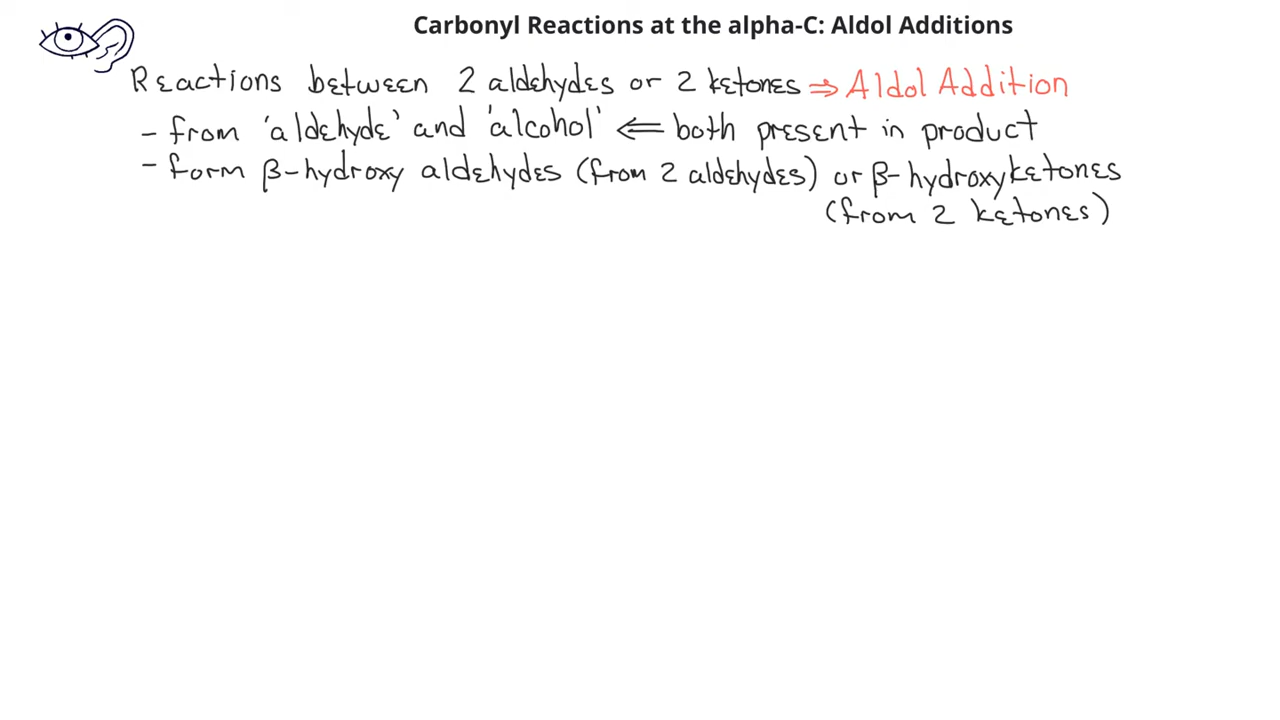 Carbonyl Reactions at the alpha-C: Aldol Additions
Reactions between 2 aldehydes or 2 ketones ⇒ Aldol Addition
- from 'aldehyde' and 'alcohol' ⇐ both present in product
- form β-hydroxy aldehydes (from 2 aldehydes) or β-hydroxyketones
(from 2 ketones)